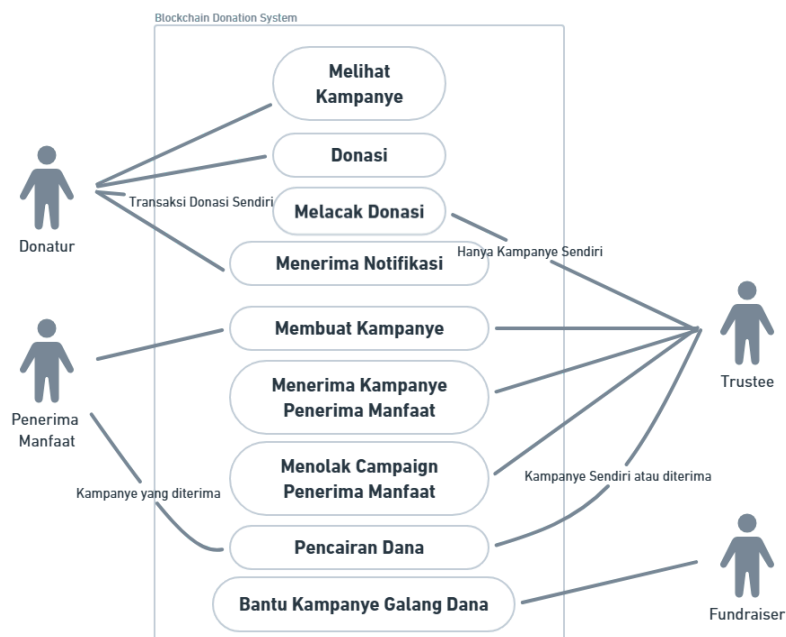 Blockchain Donation System
Melihat
Kampanye
Donasi
Transaksi Donasi Sendiri
Melacak Donasi
Donatur
Hanya Kampanye Sendiri
Menerima Notifikasi
Membuat Kampanye
Trustee
Menerima Kampanye
Penerima Manfaat
Penerima
Manfaat
Menolak Campaign
Penerima Manfaat
Kampanye Sendiri atau diterima
Kampanye yang diterima
Pencairan Dana
Bantu Kampanye Galang Dana
Fundraiser